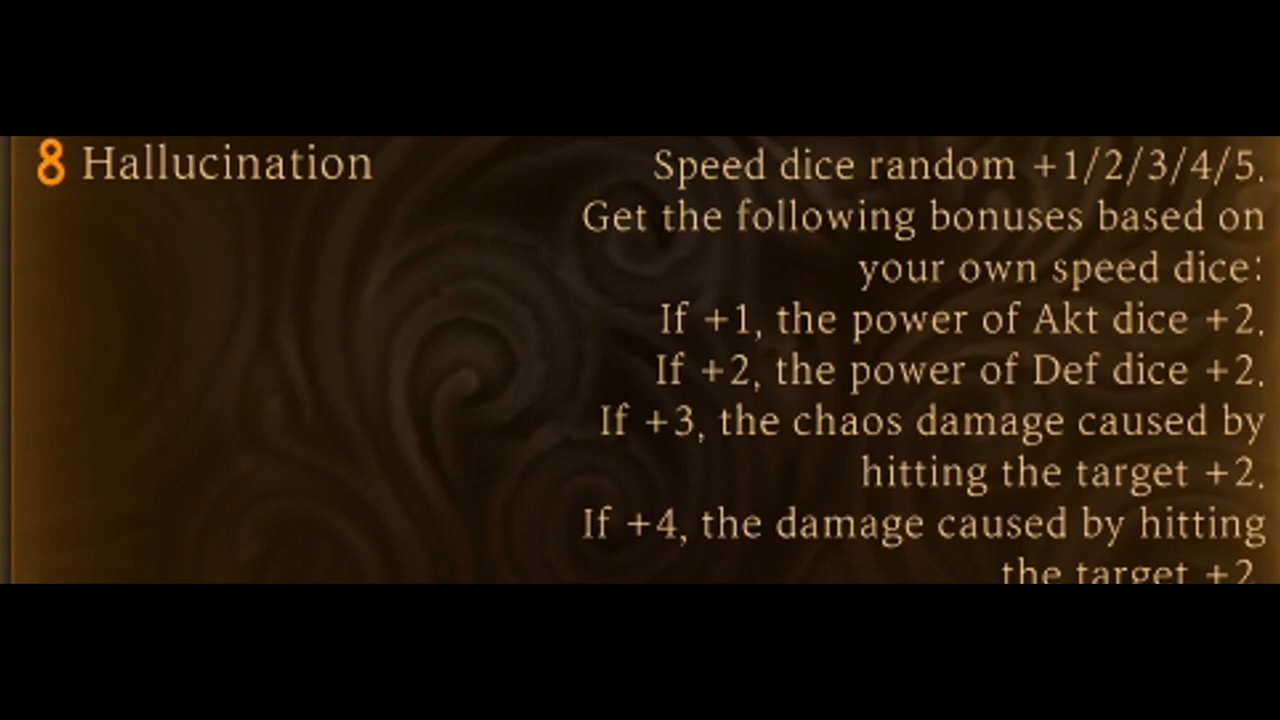 8 Hallucination
Speed dice random +1/2/3/4/5.
Get the following bonuses based on
your own speed dice:
If +1, the power of Akt dice +2.
If +2, the power of Def dice +2.
If +3, the chaos damage caused by
hitting the target +2.
If +4, the damage caused by hitting
the target +2